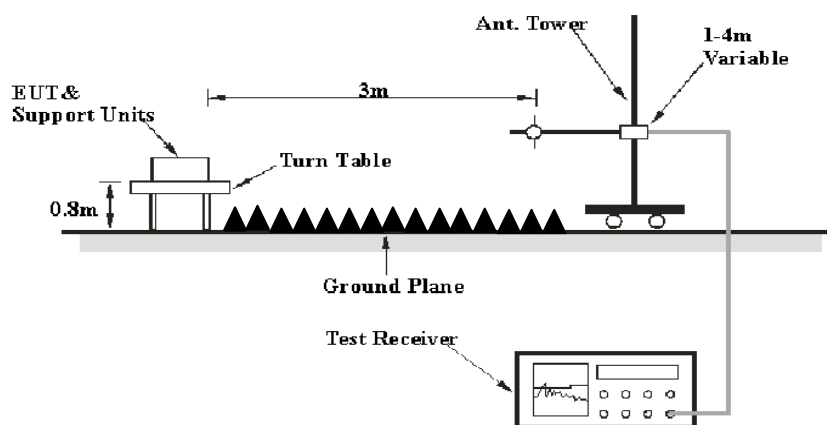 Ant. Tower
1-4m
Variable
3m
EUT&
Support Units
Turn Table
0.8m
Ground Plane
Test Receiver